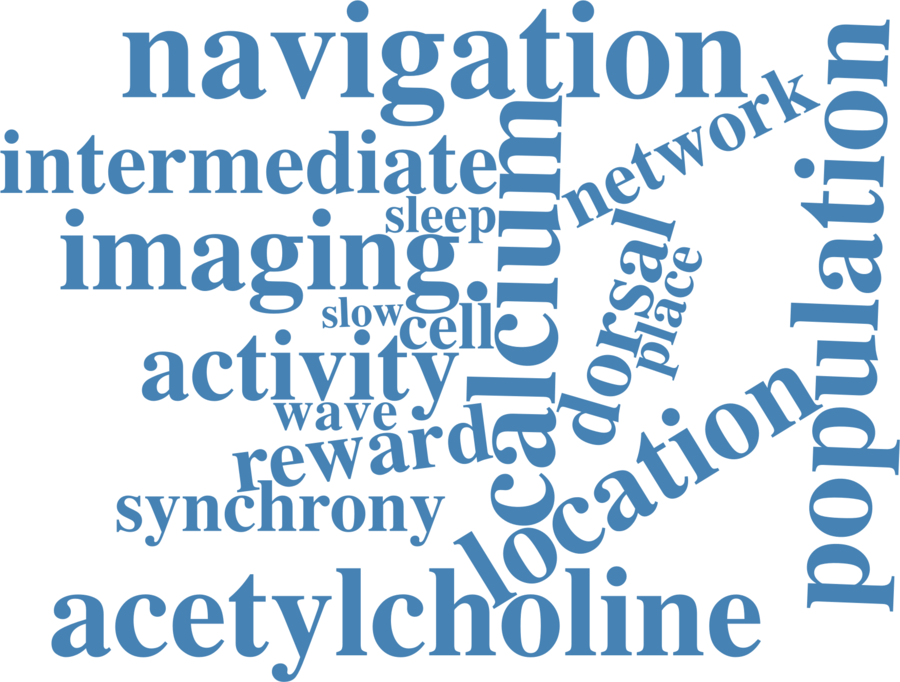 navigation
network
population
intermediate
calcium
sleep
imaging
dorsal
place
slow
cell
activity
wave
reward
location
synchrony
acetylcholine